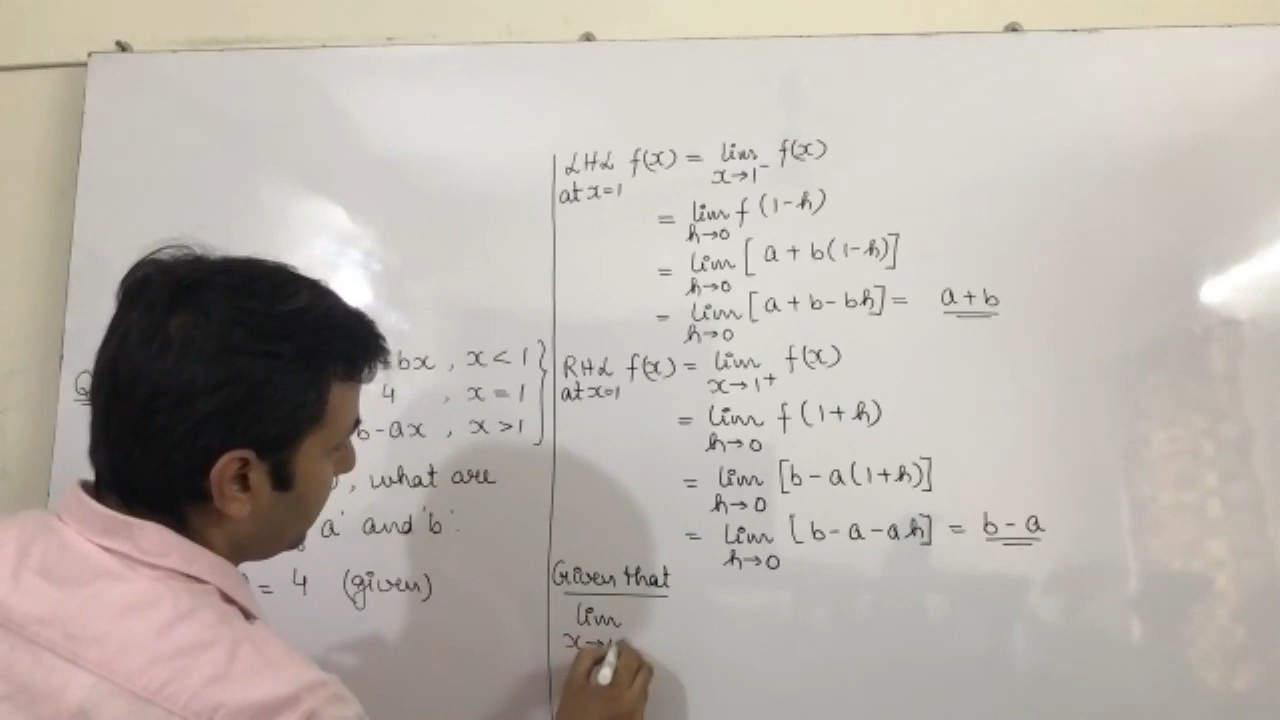 bx , x < 1
4 , x = 1
b-ax , x > 1
, what are
'a' and 'b'.
= 4 (given)
LHL f(x) = lim f(x)
at x=1 x→1⁻
= lim f(1-h)
h→0
= lim [a+b(1-h)]
h→0
= lim [a+b-bh] = a+b
h→0
RHL f(x) = lim f(x)
at x=1 x→1⁺
= lim f(1+h)
h→0
= lim [b-a(1+h)]
h→0
= lim [b-a-ah] = b-a
h→0
Given that
lim
x→1